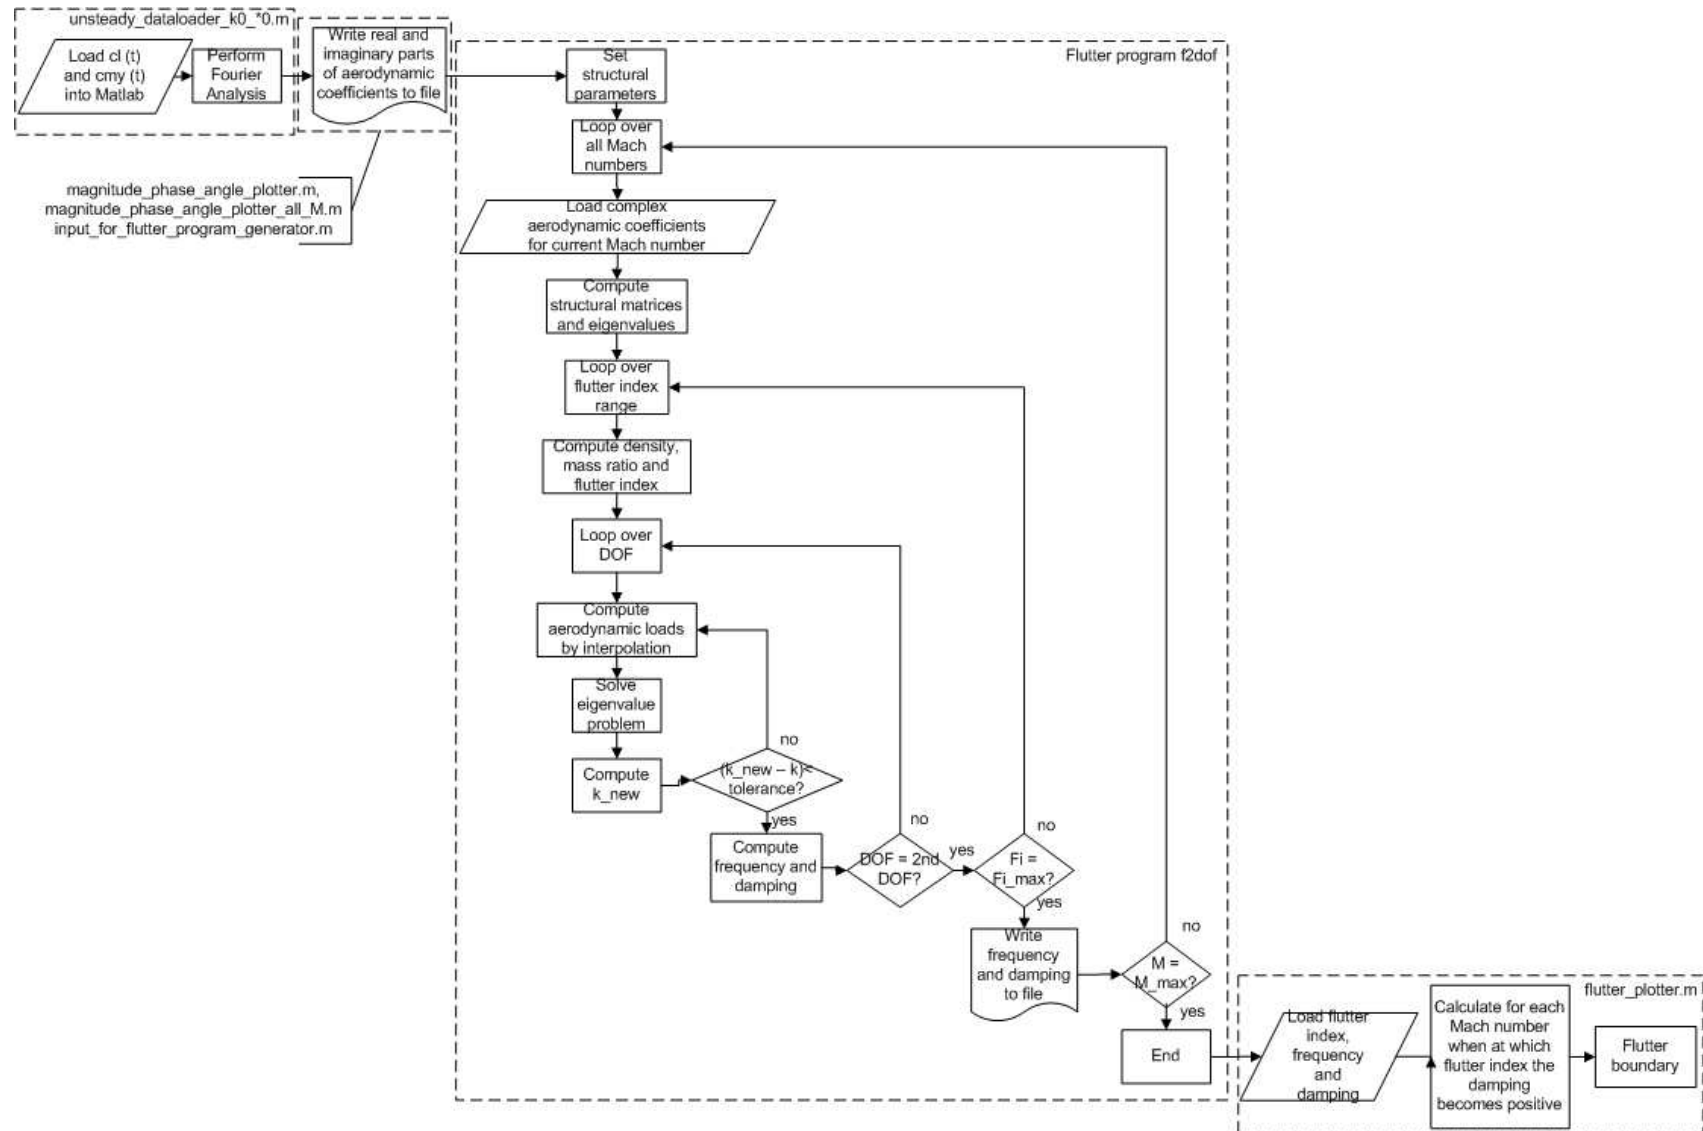 unsteady_dataloader_k0_*0.m
Load cl (t)
and cmy (t)
into Matlab
Perform
Fourier
Analysis
Write real and
imaginary parts
of aerodynamic
coefficients to file
magnitude_phase_angle_plotter.m,
magnitude_phase_angle_plotter_all_M.m
input_for_flutter_program_generator.m
Flutter program f2dof
Set
structural
parameters
Loop over
all Mach
numbers
Load complex
aerodynamic coefficients
for current Mach number
Compute
structural matrices
and eigenvalues
Loop over
flutter index
range
Compute density,
mass ratio and
flutter index
Loop over
DOF
Compute
aerodynamic loads
by interpolation
Solve
eigenvalue
problem
Compute
k_new
no
(k_new – k)<
tolerance?
yes
Compute
frequency and
damping
no
DOF = 2nd
DOF?
yes
no
Fi =
Fi_max?
yes
Write
frequency
and damping
to file
no
M =
M_max?
yes
End
flutter_plotter.m
Load flutter
index,
frequency
and
damping
Calculate for each
Mach number
when at which
flutter index the
damping
becomes positive
Flutter
boundary